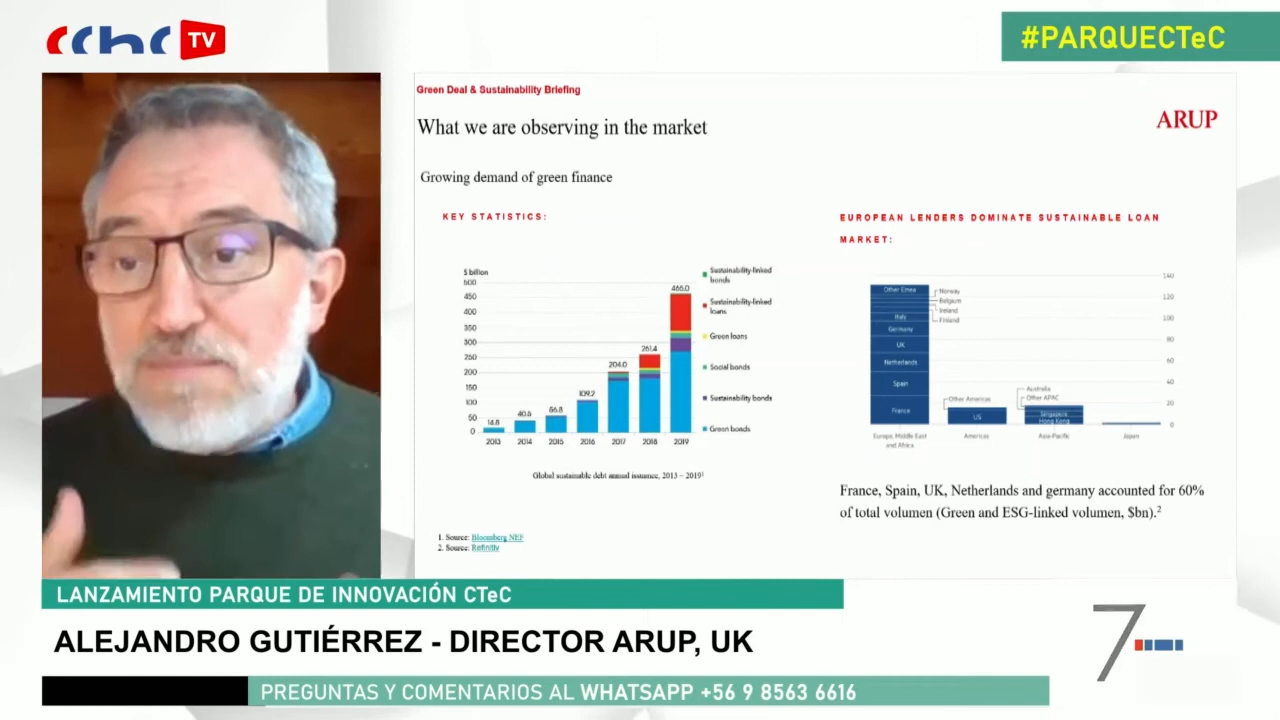 cchc TV
#PARQUECTeC
Green Deal & Sustainability Briefing
What we are observing in the market
ARUP
Growing demand of green finance
KEY STATISTICS:
$ billion
500
450
400
350
300
250
200
150
100
50
0
14.8
40.6
56.8
109.2
204.0
261.4
465.0
2013 2014 2015 2016 2017 2018 2019
Sustainability-linked
bonds
Sustainability-linked
loans
Green loans
Social bonds
Sustainability bonds
Green bonds
Global sustainable debt annual issuance, 2013 – 2019¹
1. Source: Bloomberg NEF
2. Source: Refinitiv
EUROPEAN LENDERS DOMINATE SUSTAINABLE LOAN
MARKET:
140
120
100
80
60
40
20
0
Other Emea
Norway
Belgium
Ireland
Finland
Italy
Germany
UK
Netherlands
Spain
France
Other Americas
US
Australia
Other APAC
Singapore
Hong Kong
Europe, Middle East
and Africa
Americas
Asia-Pacific
Japan
France, Spain, UK, Netherlands and germany accounted for 60%
of total volumen (Green and ESG-linked volumen, $bn).²
LANZAMIENTO PARQUE DE INNOVACIÓN CTeC
ALEJANDRO GUTIÉRREZ - DIRECTOR ARUP, UK
7
PREGUNTAS Y COMENTARIOS AL WHATSAPP +56 9 8563 6616